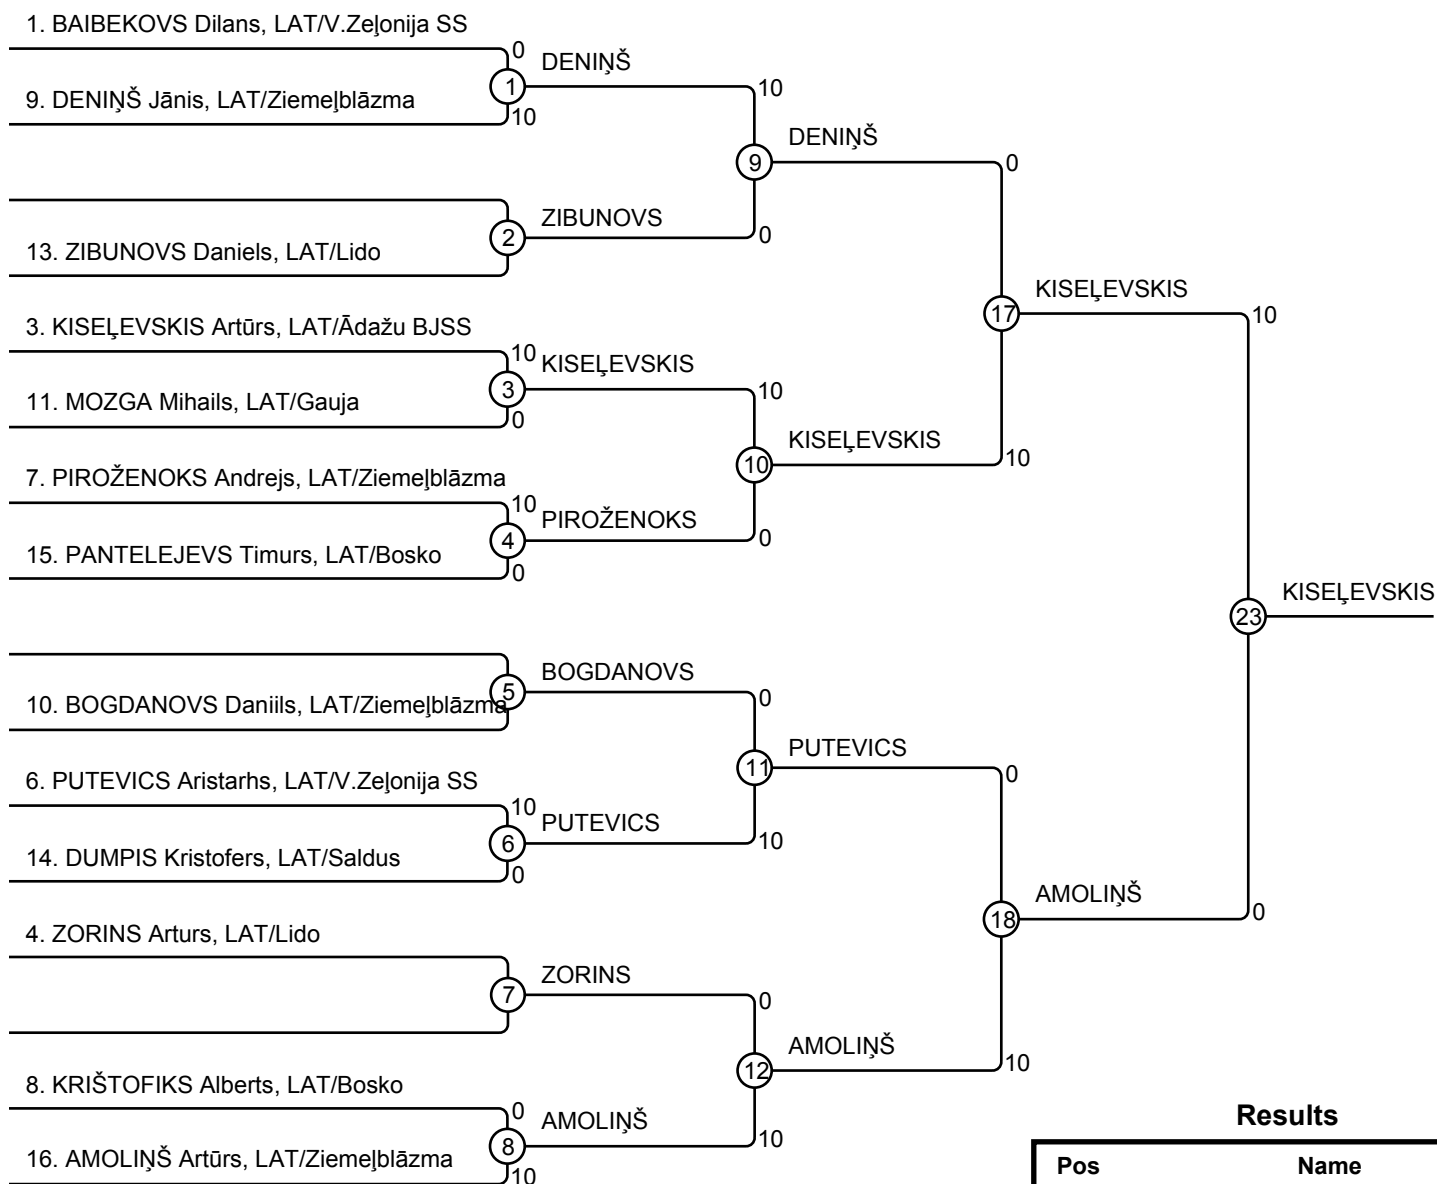 1. BAIBEKOVS Dilans, LAT/V.Zeļonija SS
0
DENIŅŠ
1
10
9. DENIŅŠ Jānis, LAT/Ziemeļblāzma
10
DENIŅŠ
9
0
ZIBUNOVS
2
0
13. ZIBUNOVS Daniels, LAT/Lido
KISEĻEVSKIS
17
10
3. KISEĻEVSKIS Artūrs, LAT/Ādažu BJSS
10
KISEĻEVSKIS
3
10
11. MOZGA Mihails, LAT/Gauja
0
KISEĻEVSKIS
10
10
7. PIROŽENOKS Andrejs, LAT/Ziemeļblāzma
10
PIROŽENOKS
4
0
15. PANTELEJEVS Timurs, LAT/Bosko
0
KISEĻEVSKIS
23
BOGDANOVS
5
0
10. BOGDANOVS Daniils, LAT/Ziemeļblāzma
PUTEVICS
11
0
6. PUTEVICS Aristarhs, LAT/V.Zeļonija SS
10
PUTEVICS
6
10
14. DUMPIS Kristofers, LAT/Saldus
0
AMOLIŅŠ
18
0
4. ZORINS Arturs, LAT/Lido
ZORINS
7
0
AMOLIŅŠ
12
10
8. KRIŠTOFIKS Alberts, LAT/Bosko
0
AMOLIŅŠ
8
10
16. AMOLIŅŠ Artūrs, LAT/Ziemeļblāzma
10
Results
Pos Name